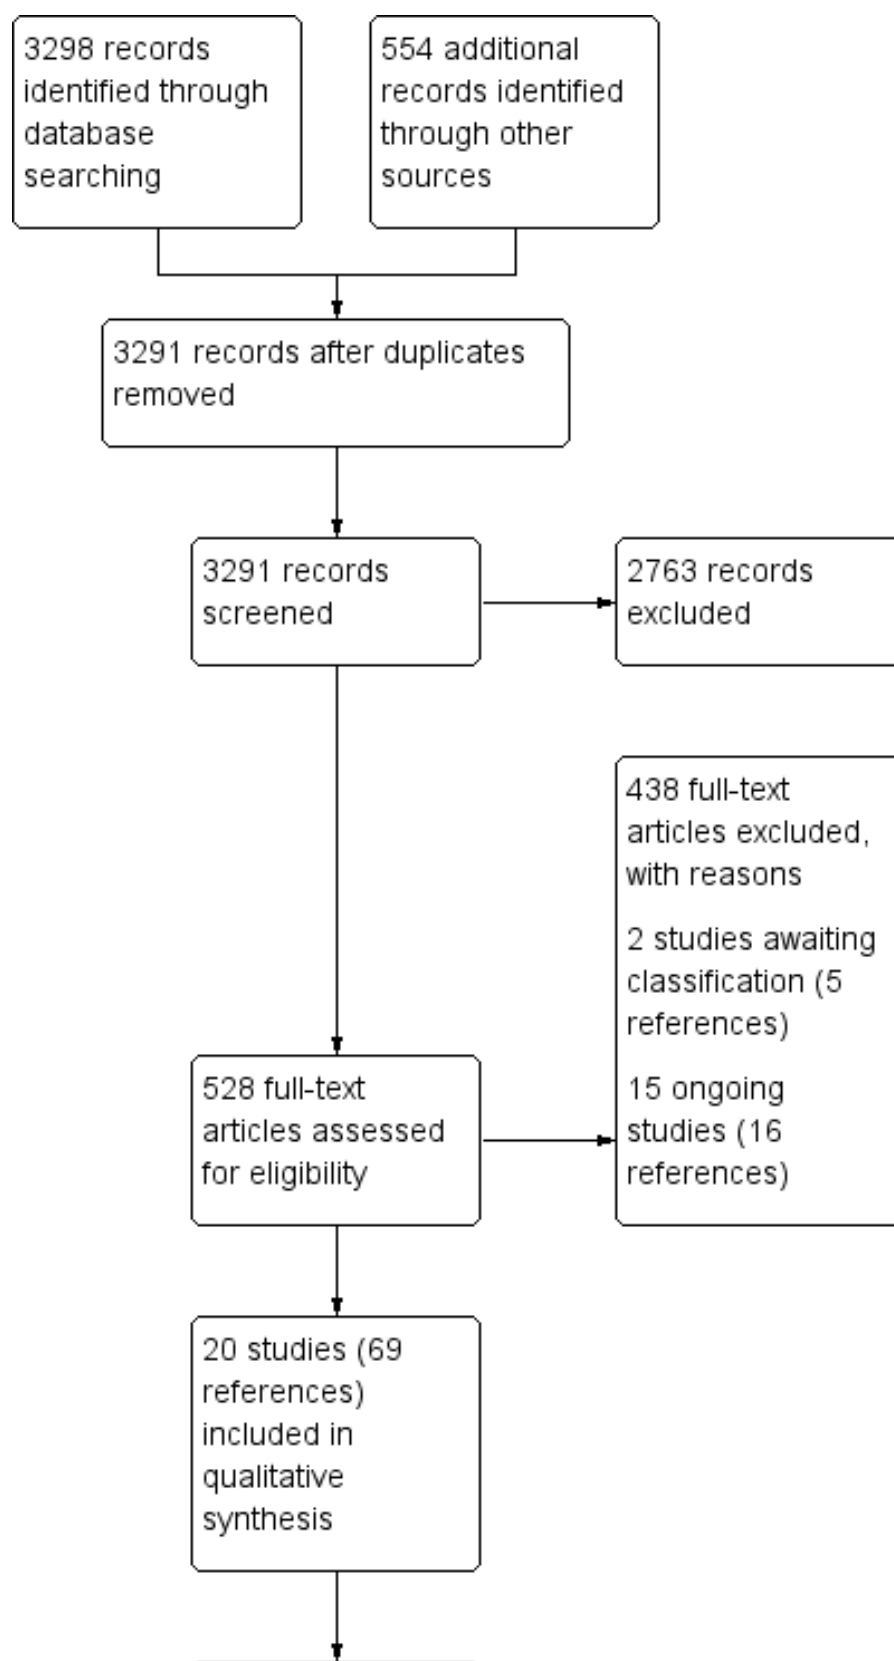 3298 records
identified through
database
searching
554 additional
records identified
through other
sources
3291 records after duplicates
removed
3291 records
screened
2763 records
excluded
438 full-text
articles excluded,
with reasons
2 studies awaiting
classification (5
references)
15 ongoing
studies (16
references)
528 full-text
articles assessed
for eligibility
20 studies (69
references)
included in
qualitative
synthesis